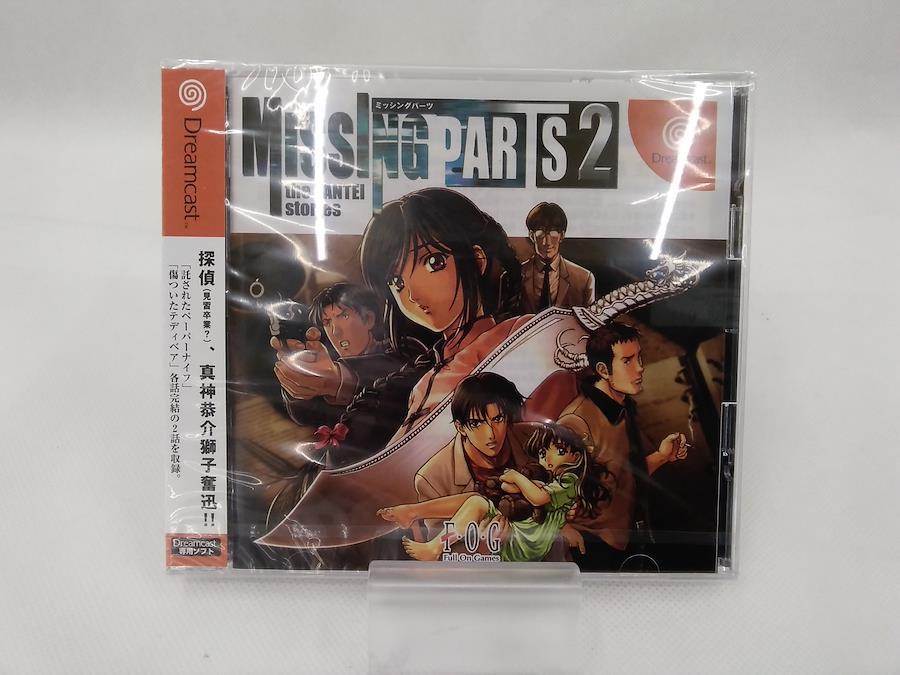 Dreamcast™
探偵(見習卒業?)、真神恭介獅子奮迅!!
「託されたペーパーナイフ」
「傷ついたテディベア」各話完結の2話を収録。
Dreamcast
専用ソフト
ミッシングパーツ
MISSING PARTS 2
the TANTEI
stories
Dreamcast
F·O·G
Full On Games